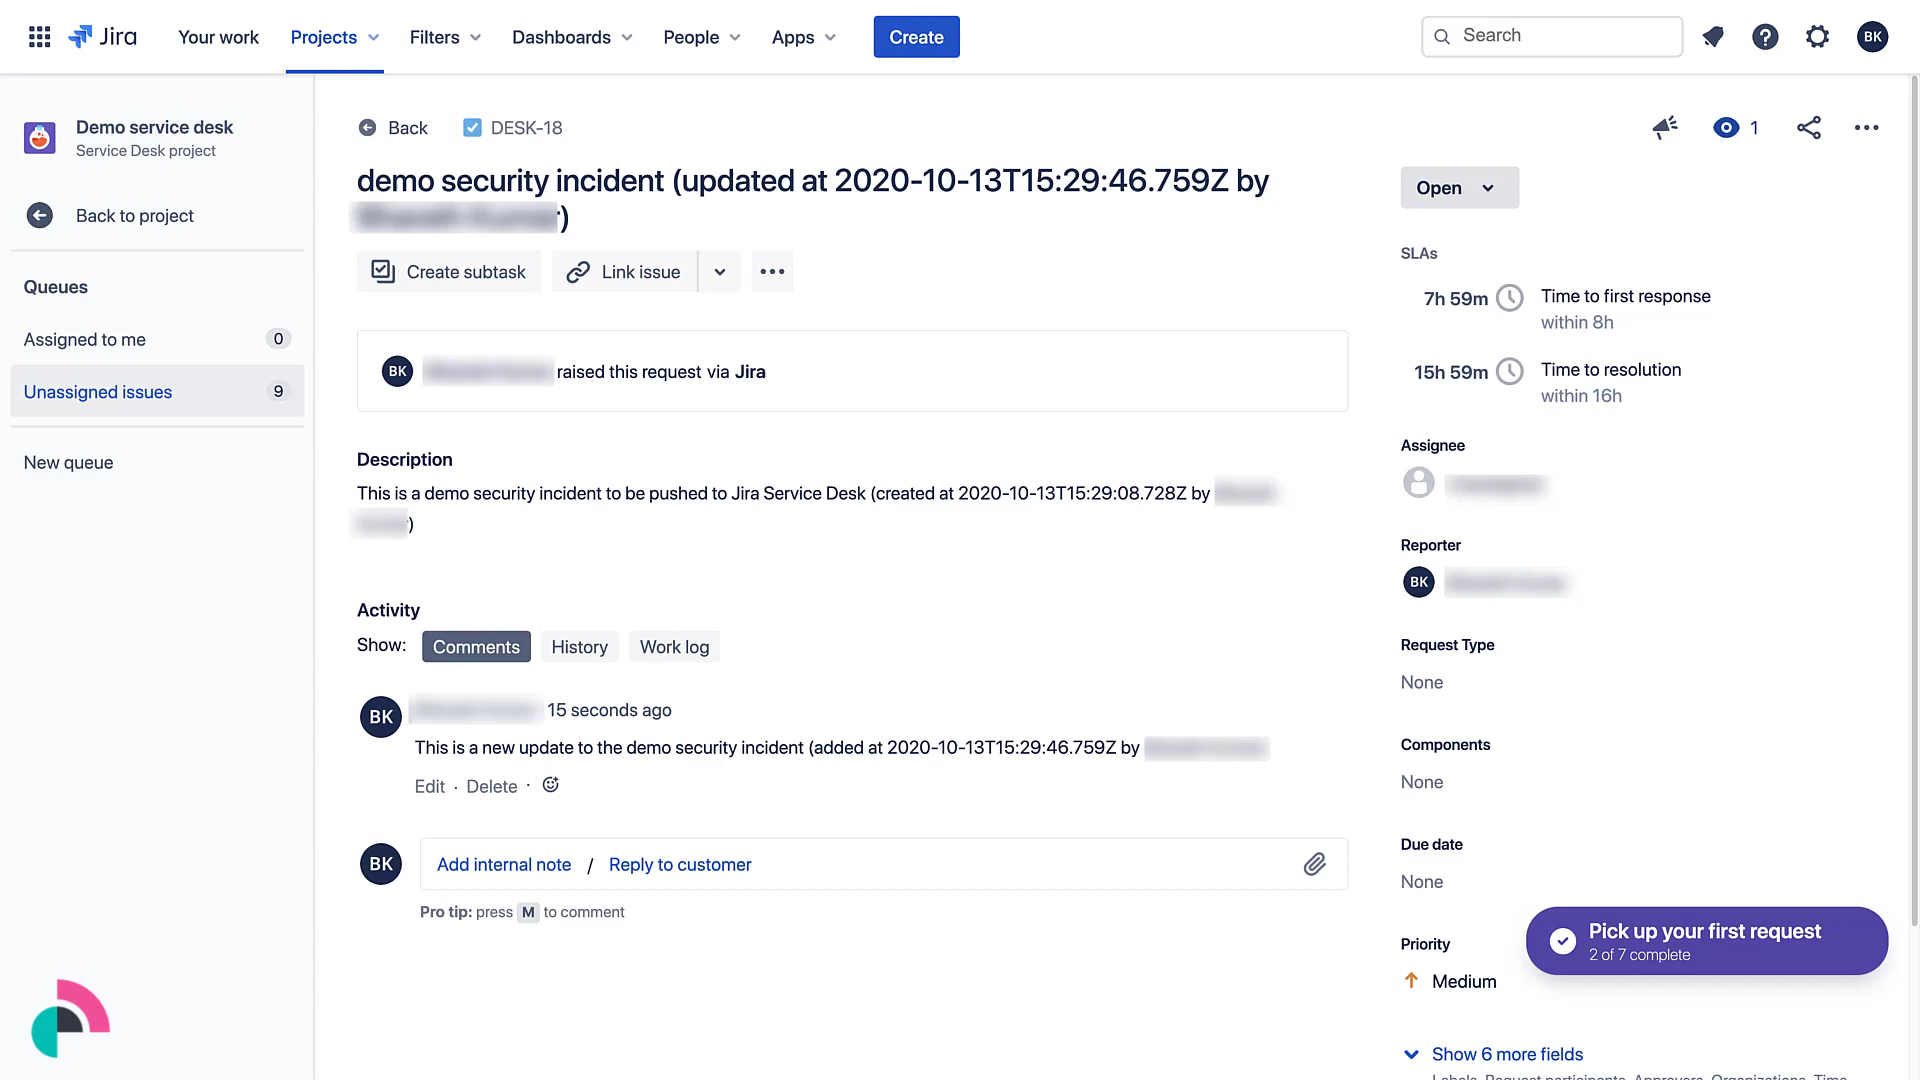 Jira
Your work
Projects
Filters
Dashboards
People
Apps
Create
Search
BK
Demo service desk
Service Desk project
Back to project
Queues
Assigned to me 0
Unassigned issues 9
New queue
Back
DESK-18
1
demo security incident (updated at 2020-10-13T15:29:46.759Z by
)
Create subtask
Link issue
BK raised this request via Jira
Description
This is a demo security incident to be pushed to Jira Service Desk (created at 2020-10-13T15:29:08.728Z by
)
Activity
Show: Comments History Work log
BK 15 seconds ago
This is a new update to the demo security incident (added at 2020-10-13T15:29:46.759Z by
Edit · Delete ·
BK Add internal note / Reply to customer
Pro tip: press M to comment
Open
SLAs
7h 59m Time to first response
within 8h
15h 59m Time to resolution
within 16h
Assignee
Reporter
BK
Request Type
None
Components
None
Due date
None
Priority
Medium
Pick up your first request
2 of 7 complete
Show 6 more fields
Labels, Request participants, Approvers, Organizations, Time